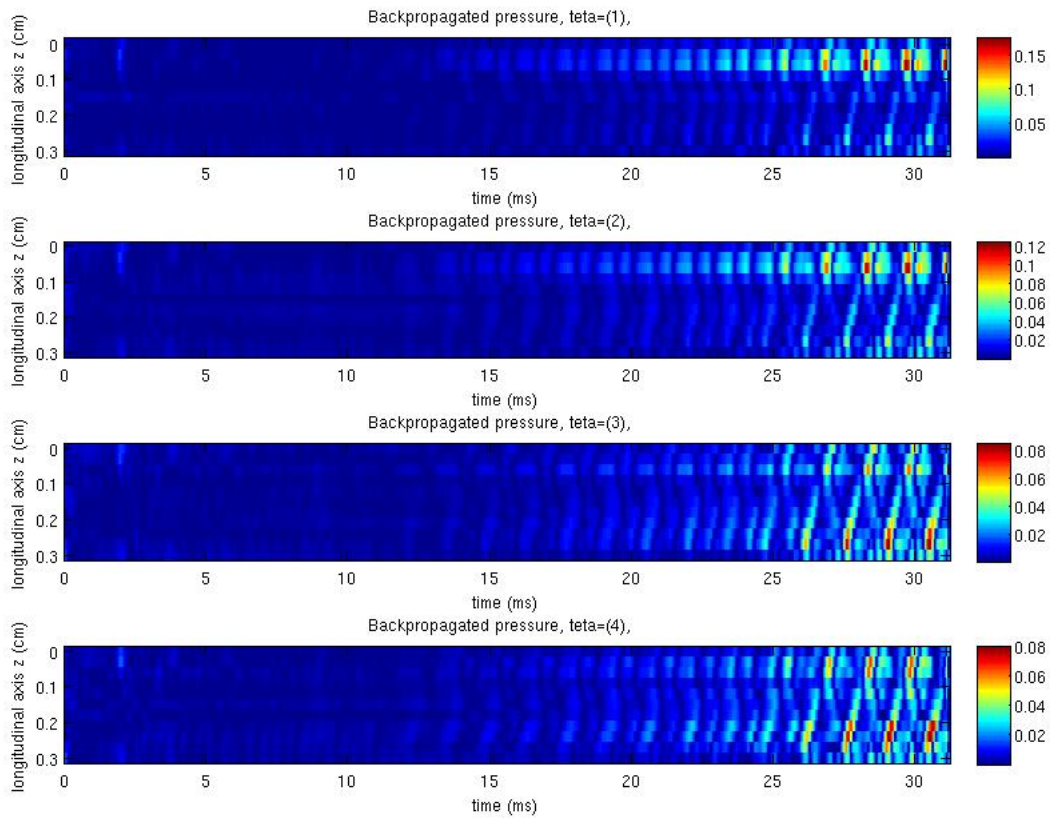 Backpropagated pressure, teta=(1),
longitudinal axis z (cm)
0
0.1
0.2
0.3
0 5 10 15 20 25 30
time (ms)
0.15
0.1
0.05
Backpropagated pressure, teta=(2),
longitudinal axis z (cm)
0
0.1
0.2
0.3
0 5 10 15 20 25 30
time (ms)
0.12
0.1
0.08
0.06
0.04
0.02
Backpropagated pressure, teta=(3),
longitudinal axis z (cm)
0
0.1
0.2
0.3
0 5 10 15 20 25 30
time (ms)
0.08
0.06
0.04
0.02
Backpropagated pressure, teta=(4),
longitudinal axis z (cm)
0
0.1
0.2
0.3
0 5 10 15 20 25 30
time (ms)
0.08
0.06
0.04
0.02